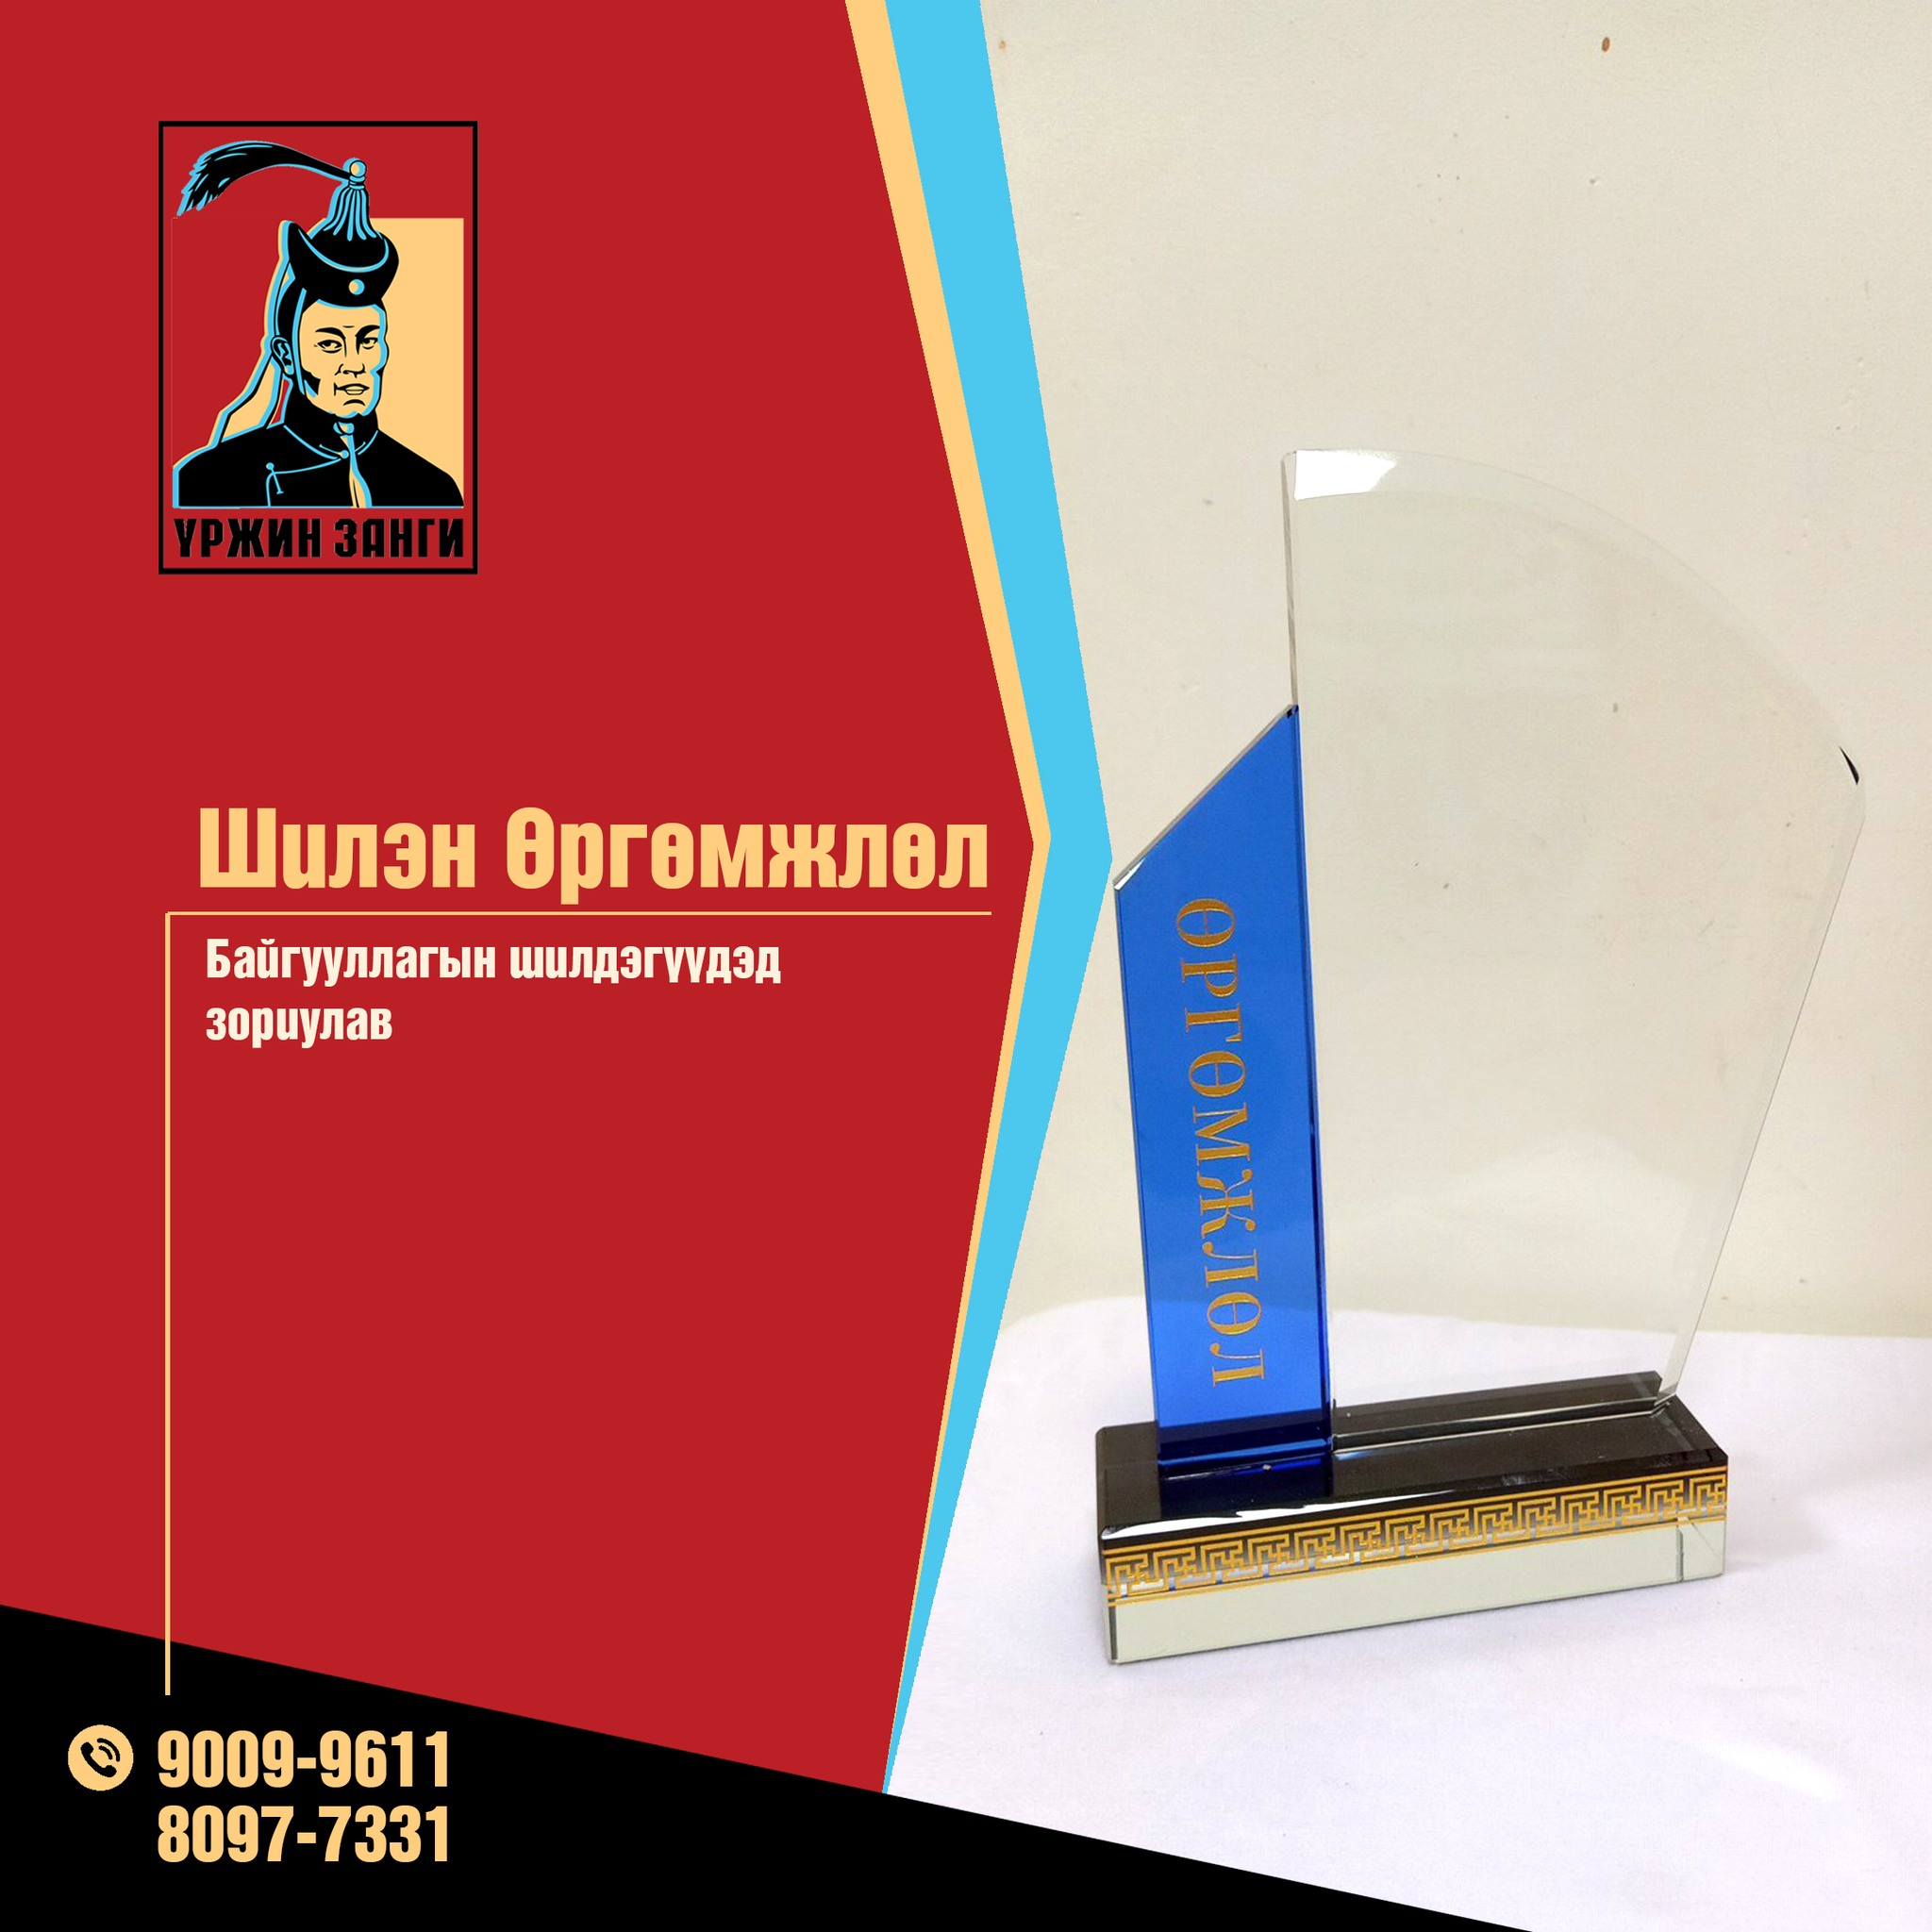 ҮРЖИН ЗАНГИ
Шилэн Өргөмжлөл
Байгууллагын шилдэгүүдэд
зориулав
ӨРГӨМЖЛӨЛ
9009-9611
8097-7331